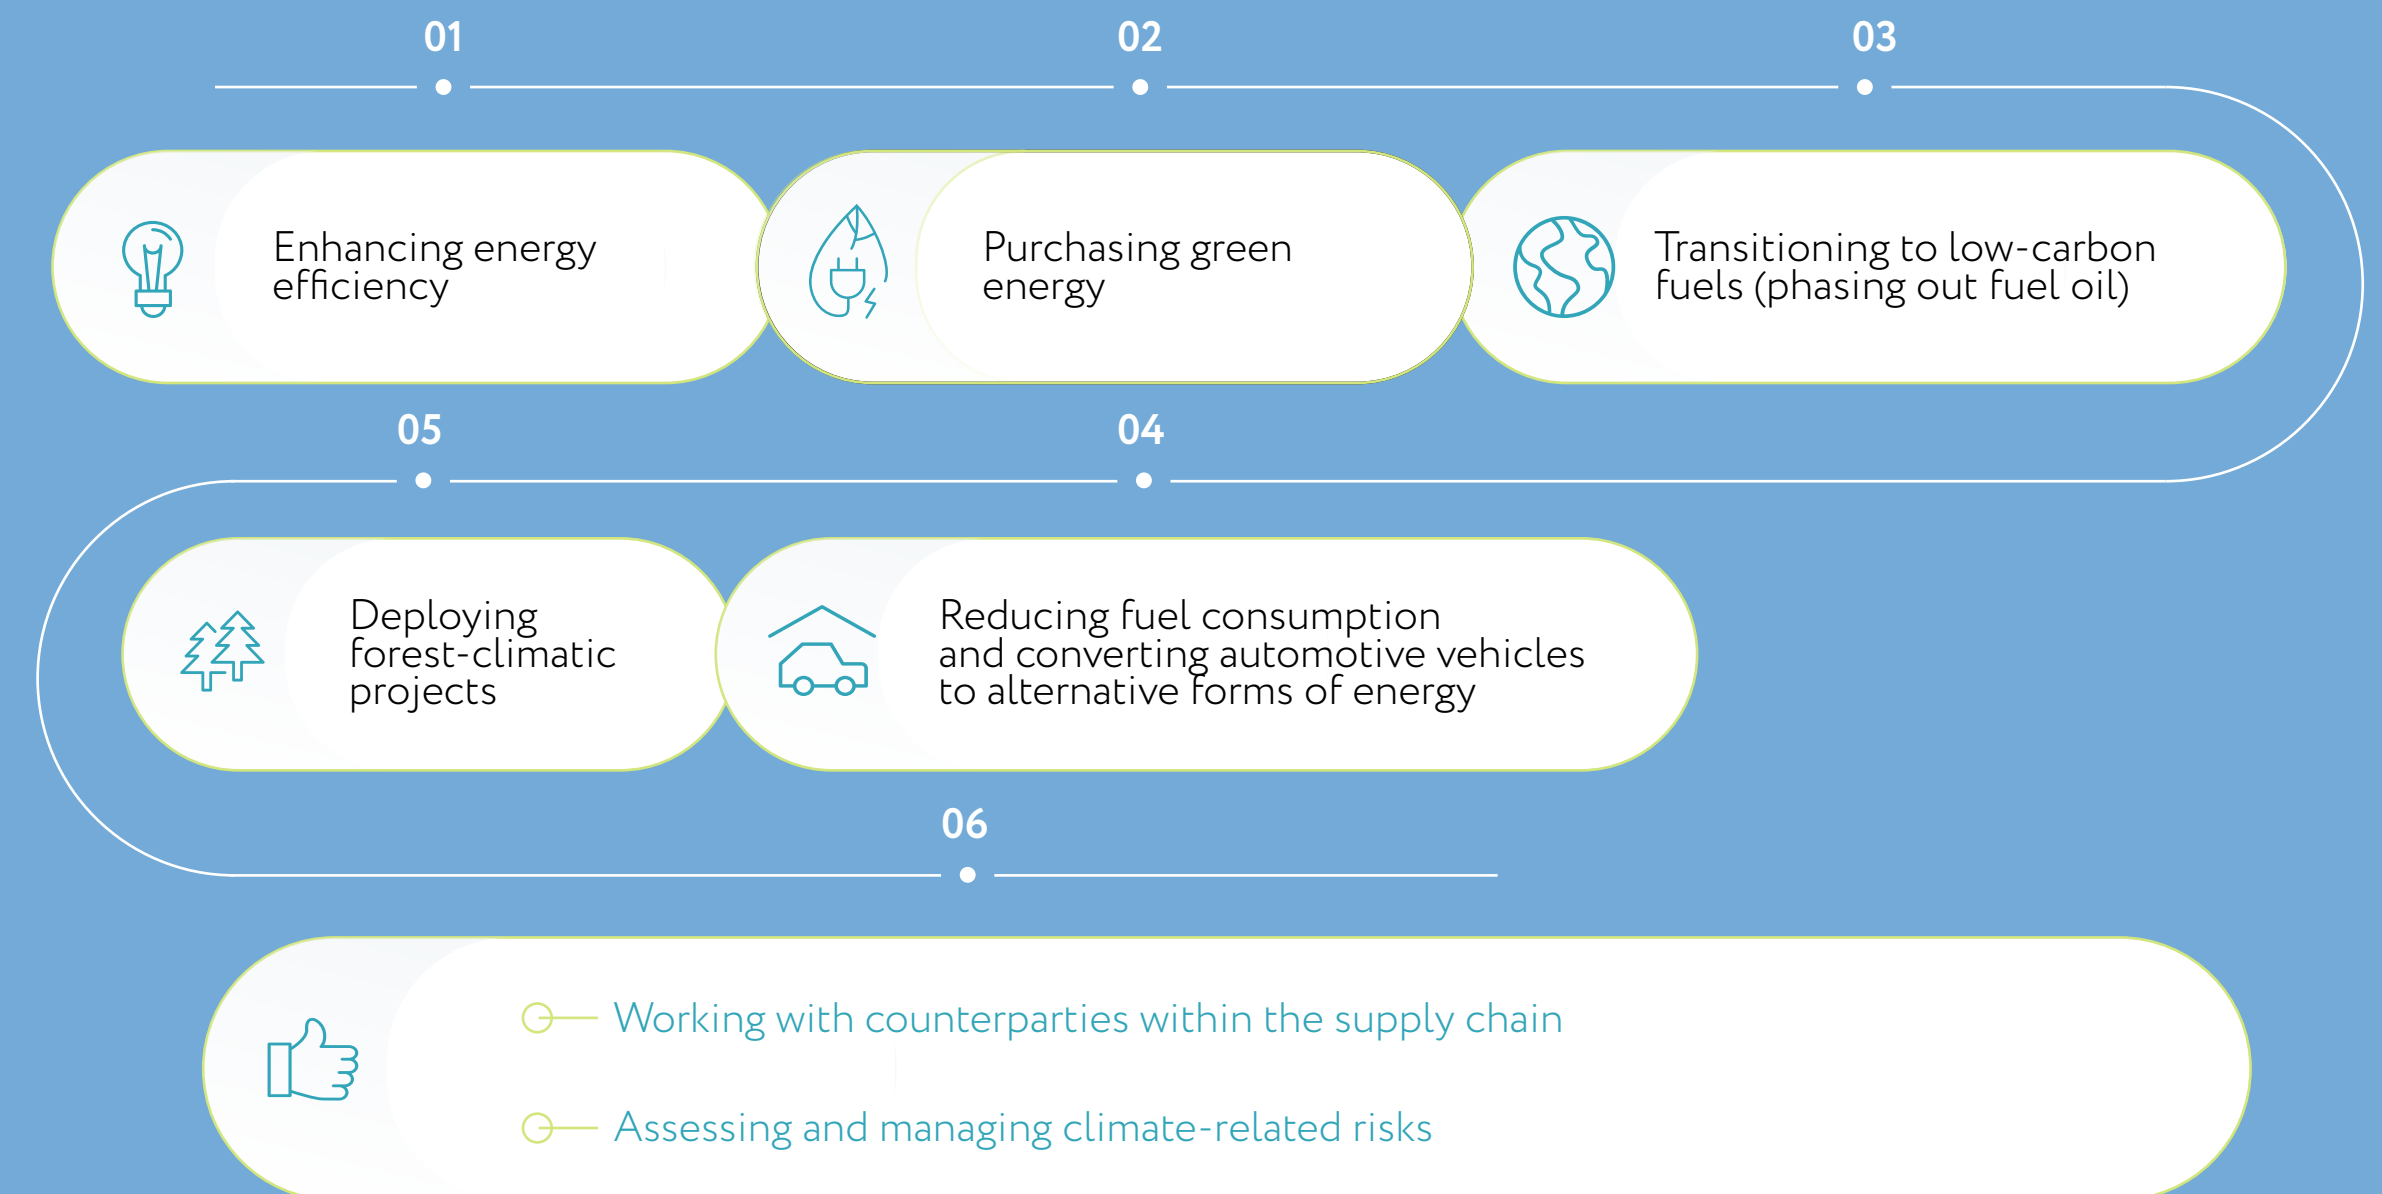 01
Enhancing energy
efficiency
02
Purchasing green
energy
03
Transitioning to low-carbon
fuels (phasing out fuel oil)
04
Reducing fuel consumption
and converting automotive vehicles
to alternative forms of energy
05
Deploying
forest-climatic
projects
06
Working with counterparties within the supply chain
Assessing and managing climate-related risks